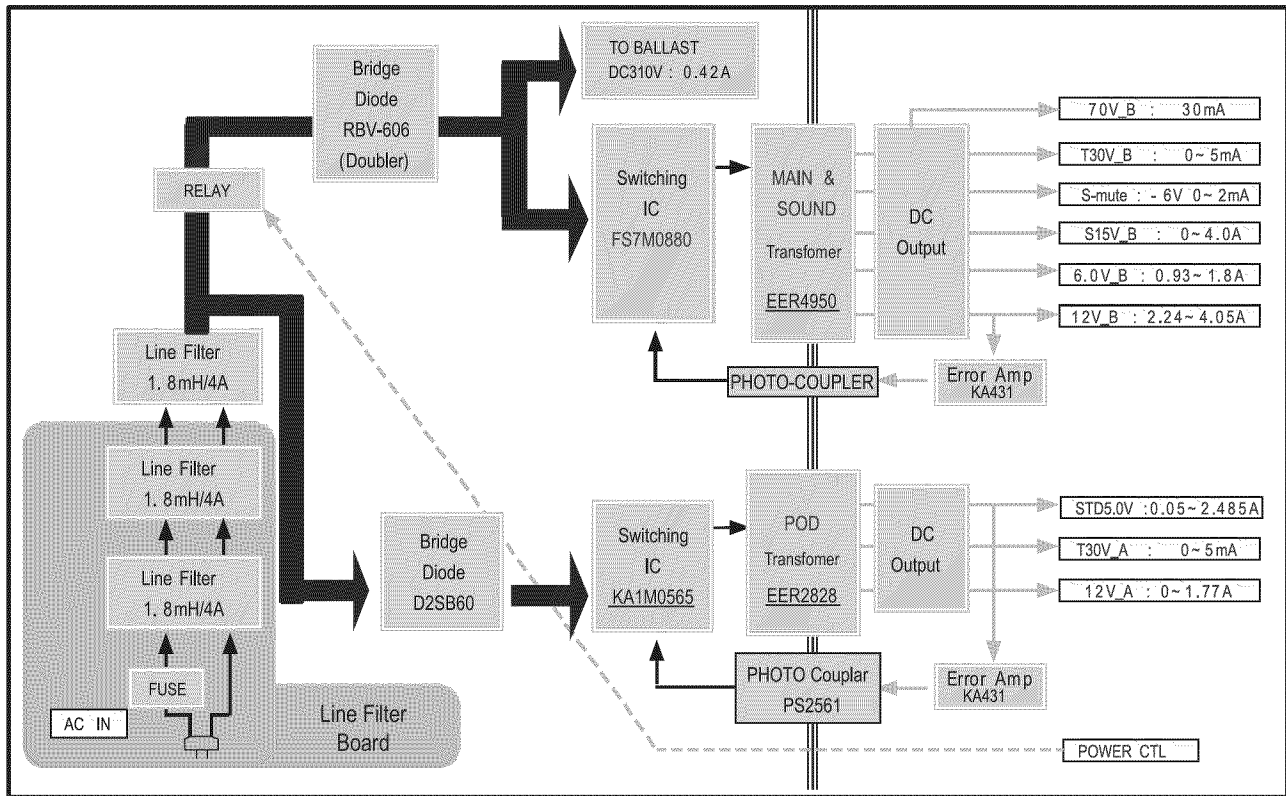 TO BALLAST
DC310V : 0.42A
Bridge
Diode
RBV-606
(Doubler)
RELAY
Switching
IC
FS7M0880
MAIN &
SOUND
Transfomer
EER4950
DC
Output
70V_B : 30mA
T30V_B : 0~5mA
S-mute : - 6V 0~2mA
S15V_B : 0~4.0A
6.0V_B : 0.93~1.8A
12V_B : 2.24~4.05A
PHOTO-COUPLER
Error Amp
KA431
Line Filter
1. 8mH/4A
Line Filter
1. 8mH/4A
Line Filter
1. 8mH/4A
FUSE
AC IN
Line Filter
Board
Bridge
Diode
D2SB60
Switching
IC
KA1M0565
POD
Transfomer
EER2828
DC
Output
STD5.0V :0.05~2.485A
T30V_A : 0~5mA
12V_A : 0~1.77A
PHOTO Couplar
PS2561
Error Amp
KA431
POWER CTL